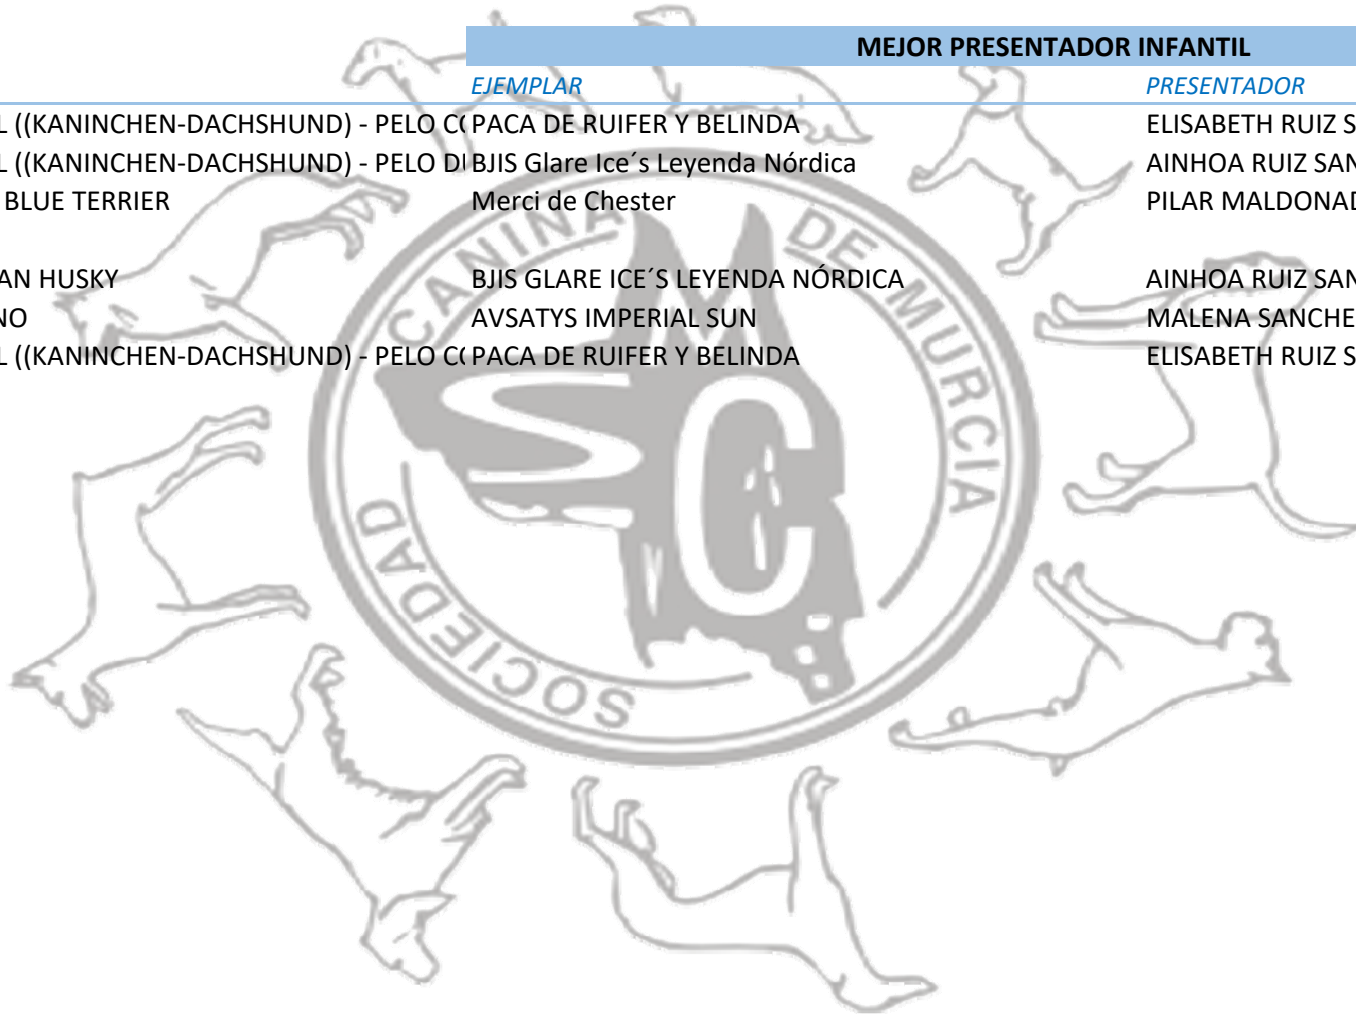 MEJOR PRESENTADOR INFANTIL
EJEMPLAR PRESENTADOR
L ((KANINCHEN-DACHSHUND) - PELO CO PACA DE RUIFER Y BELINDA ELISABETH RUIZ S
L ((KANINCHEN-DACHSHUND) - PELO DU BJIS Glare Ice´s Leyenda Nórdica AINHOA RUIZ SAN
BLUE TERRIER Merci de Chester PILAR MALDONAD
AN HUSKY BJIS GLARE ICE´S LEYENDA NÓRDICA AINHOA RUIZ SAN
NO AVSATYS IMPERIAL SUN MALENA SANCHE
L ((KANINCHEN-DACHSHUND) - PELO CO PACA DE RUIFER Y BELINDA ELISABETH RUIZ S
SOCIEDAD CANINA DE MURCIA
S C M